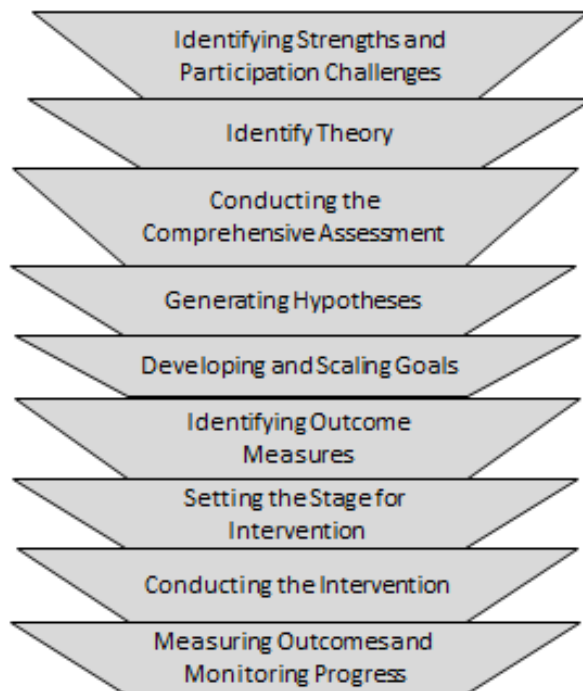 Identifying Strengths and
Participation Challenges
Identify Theory
Conducting the
Comprehensive Assessment
Generating Hypotheses
Developing and Scaling Goals
Identifying Outcome
Measures
Setting the Stage for
Intervention
Conducting the Intervention
Measuring Outcomes and
Monitoring Progress